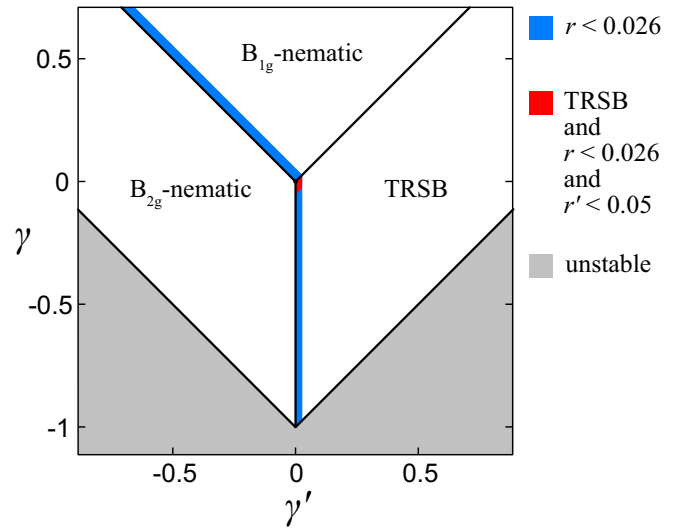 0.5
0
-0.5
-1
γ
B1g-nematic
B2g-nematic
TRSB
-0.5
0
0.5
γ'
r < 0.026
TRSB
and
r < 0.026
and
r' < 0.05
unstable